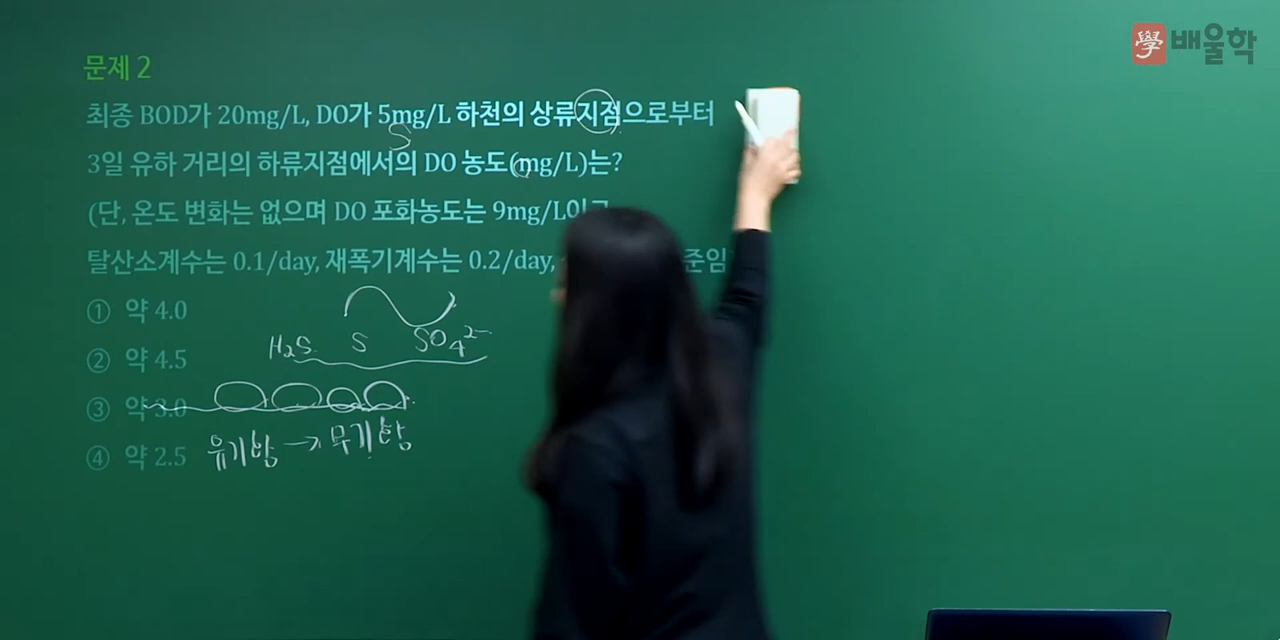 學 배울학
문제 2
최종 BOD가 20mg/L, DO가 5mg/L 하천의 상류지점으로부터
3일 유하 거리의 하류지점에서의 DO 농도(mg/L)는?
(단, 온도 변화는 없으며 DO 포화농도는 9mg/L이고
탈산소계수는 0.1/day, 재폭기계수는 0.2/day, 준임
① 약 4.0
② 약 4.5
③ 약 3.0
④ 약 2.5
S
H₂S S SO₄²⁻
유기황 → 무기황